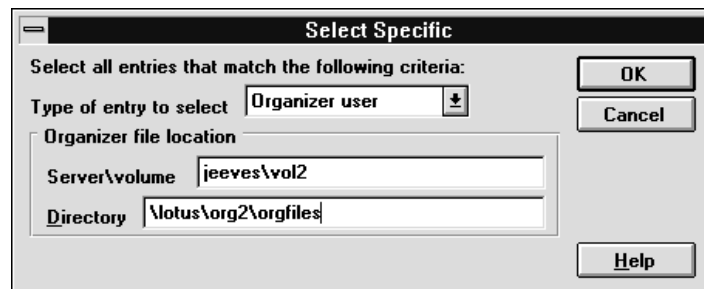 Select Specific
Select all entries that match the following criteria:
OK
Type of entry to select Organizer user
Cancel
Organizer file location
Server\volume jeeves\vol2
Directory \lotus\org2\orgfiles
Help